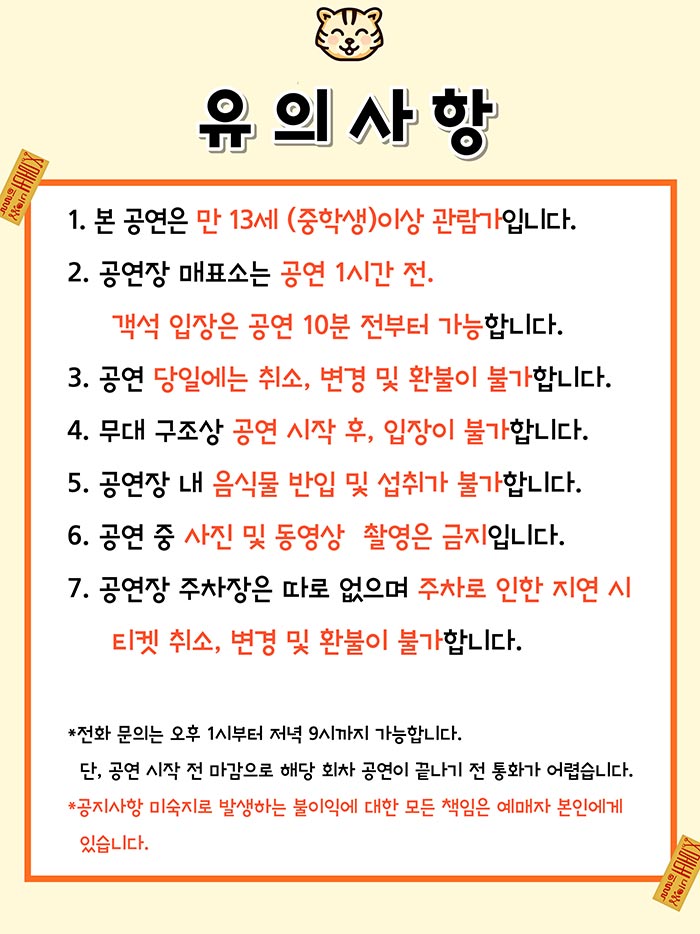 유의사항
1. 본 공연은 만 13세 (중학생)이상 관람가입니다.
2. 공연장 매표소는 공연 1시간 전.
객석 입장은 공연 10분 전부터 가능합니다.
3. 공연 당일에는 취소, 변경 및 환불이 불가합니다.
4. 무대 구조상 공연 시작 후, 입장이 불가합니다.
5. 공연장 내 음식물 반입 및 섭취가 불가합니다.
6. 공연 중 사진 및 동영상  촬영은 금지입니다.
7. 공연장 주차장은 따로 없으며 주차로 인한 지연 시
티켓 취소, 변경 및 환불이 불가합니다.
*전화 문의는 오후 1시부터 저녁 9시까지 가능합니다.
단, 공연 시작 전 마감으로 해당 회차 공연이 끝나기 전 통화가 어렵습니다.
*공지사항 미숙지로 발생하는 불이익에 대한 모든 책임은 예매자 본인에게
있습니다.